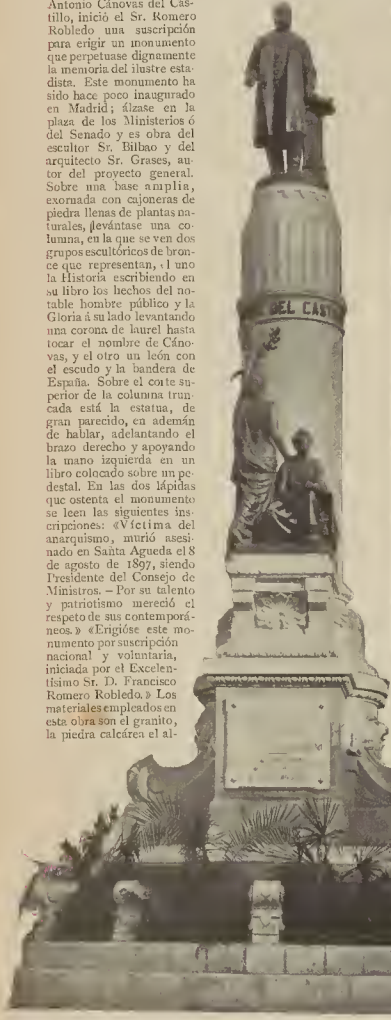 Antonio Cánovas del Cas-
tillo, inició el Sr. Romero
Robledo una suscripción
para erigir un monumento
que perpetuase dignamente
la memoria del ilustre esta-
dista. Este monumento ha
sido hace poco inaugurado
en Madrid; álzase en la
plaza de los Ministerios ó
del Senado y es obra del
escultor Sr. Bilbao y del
arquitecto Sr. Grases, au-
tor del proyecto general.
Sobre una base amplia,
exornada con cajoneras de
piedra llenas de plantas na-
turales, levántase una co-
lumna, en la que se ven dos
grupos escultóricos de bron-
ce que representan, el uno
la Historia escribiendo en
su libro los hechos del no-
table hombre público y la
Gloria á su lado levantando
una corona de laurel hasta
tocar el nombre de Cáno-
vas, y el otro un león con
el escudo y la bandera de
España. Sobre el corte su-
perior de la columna trun-
cada está la estatua, de
gran parecido, en ademán
de hablar, adelantando el
brazo derecho y apoyando
la mano izquierda en un
libro colocado sobre un pe-
destal. En las dos lápidas
que ostenta el monumento
se leen las siguientes ins-
cripciones: «Víctima del
anarquismo, murió asesi-
nado en Santa Agueda el 8
de agosto de 1897, siendo
Presidente del Consejo de
Ministros. – Por su talento
y patriotismo mereció el
respeto de sus contemporá-
neos.» «Erigióse este mo-
numento por suscripción
nacional y voluntaria,
iniciada por el Excelen-
tísimo Sr. D. Francisco
Romero Robledo.» Los
materiales empleados en
esta obra son el granito,
la piedra calcárea el al-
DEL CAST